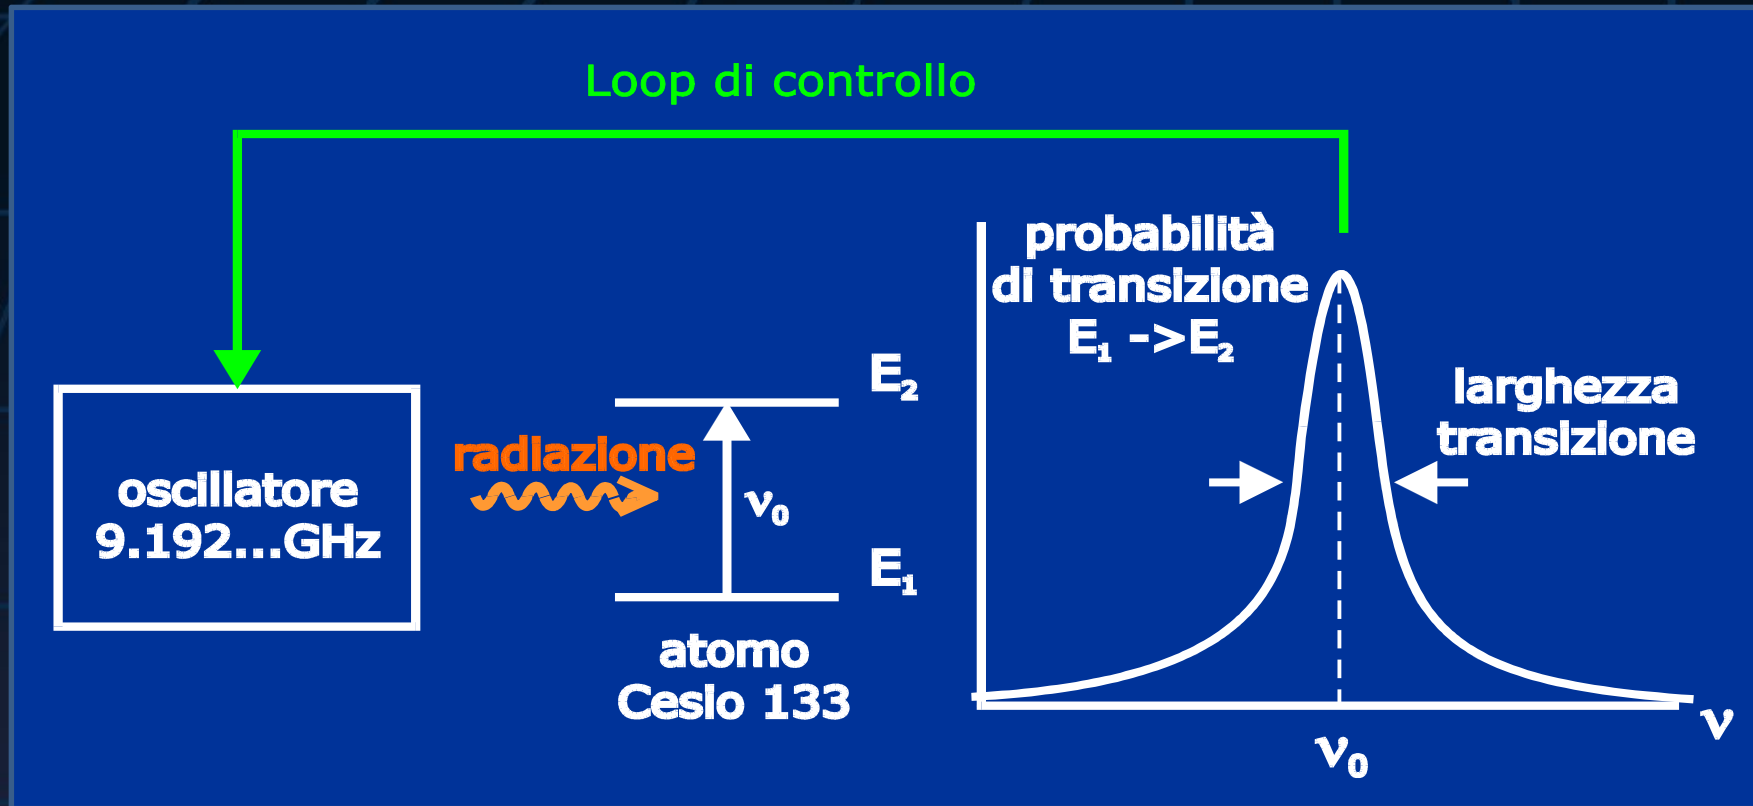 Loop di controllo
probabilità
di transizione
E₁ ->E₂
larghezza
transizione
E₂
radiazione
oscillatore
9.192...GHz
ν₀
E₁
atomo
Cesio 133
ν
ν₀